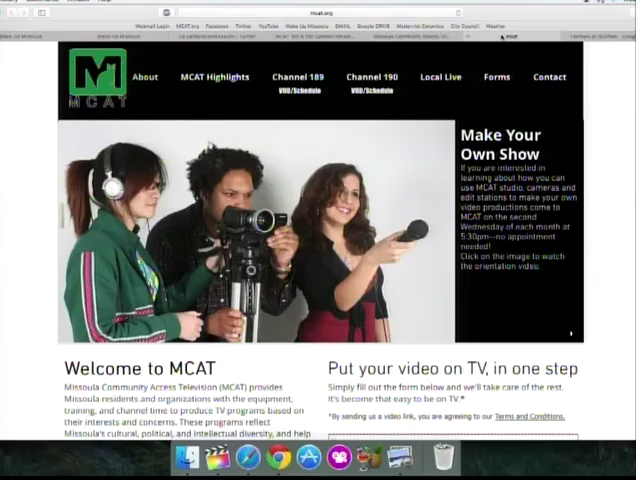 mcat.org
Webmail Login MCAT.org Facebook Twitter YouTube Wake Up Missoula GMAIL Google DRIVE Modernist Ceramics City Council Weather
mcat
M
MCAT
About MCAT Highlights Channel 189 Channel 190 Local Live Forms Contact
VOD/Schedule VOD/Schedule
Make Your
Own Show
If you are interested in
learning about how you can
use MCAT studio, cameras and
edit stations to make your own
video productions come to
MCAT on the second
Wednesday of each month at
5:30pm—no appointment
needed!
Click on the image to watch
the orientation video.
Welcome to MCAT
Missoula Community Access Television (MCAT) provides
Missoula residents and organizations with the equipment,
training, and channel time to produce TV programs based on
their interests and concerns. These programs reflect
Missoula's cultural, political, and intellectual diversity, and help
Put your video on TV, in one step
Simply fill out the form below and we'll take care of the rest.
It's become that easy to be on TV.*
*By sending us a video link, you are agreeing to our Terms and Conditions.